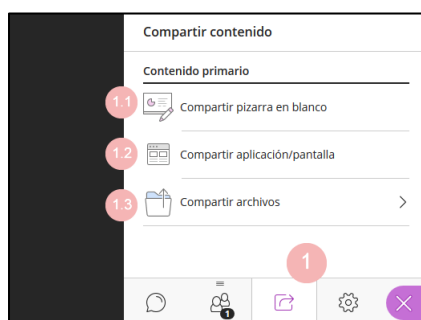 Compartir contenido
Contenido primario
1.1 Compartir pizarra en blanco
1.2 Compartir aplicación/pantalla
1.3 Compartir archivos
1
1